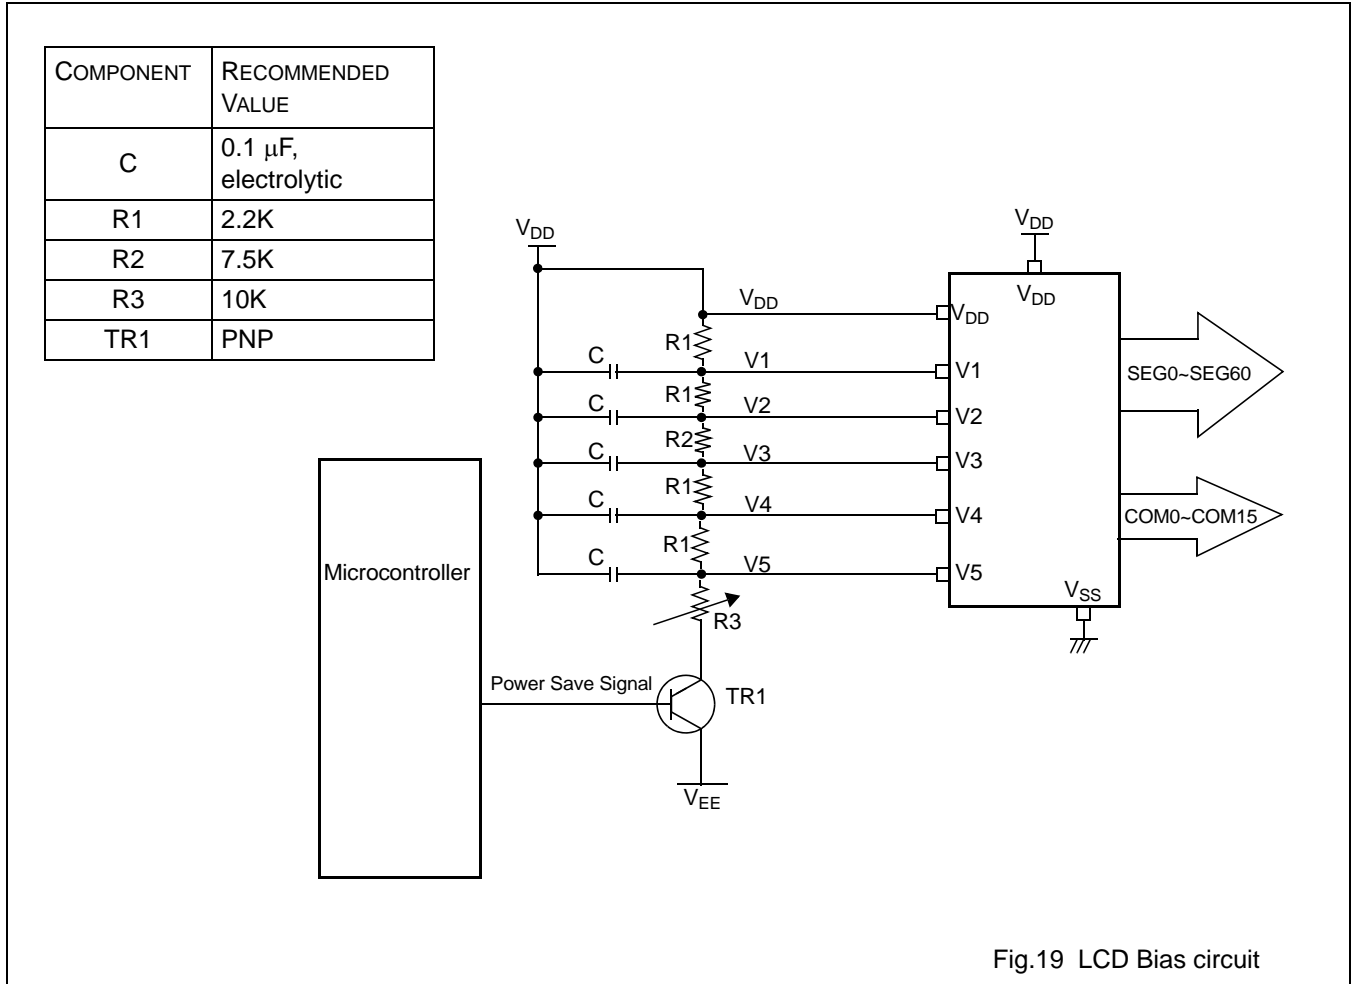 COMPONENT RECOMMENDED
VALUE
C 0.1 μF,
electrolytic
R1 2.2K
R2 7.5K
R3 10K
TR1 PNP
VDD
VDD
VDD
VDD
VDD
R1
C
V1
V1
SEG0~SEG60
R1
C
V2
V2
R2
C
V3
V3
R1
C
V4
V4
COM0~COM15
R1
C
V5
V5
Microcontroller
VSS
R3
Power Save Signal
TR1
VEE
Fig.19 LCD Bias circuit